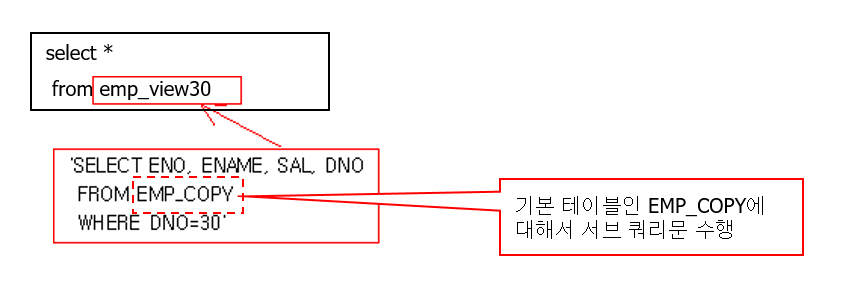 select *
from emp_view30
'SELECT ENO, ENAME, SAL, DNO
FROM EMP_COPY
WHERE DNO=30'
기본 테이블인 EMP_COPY에
대해서 서브 쿼리문 수행